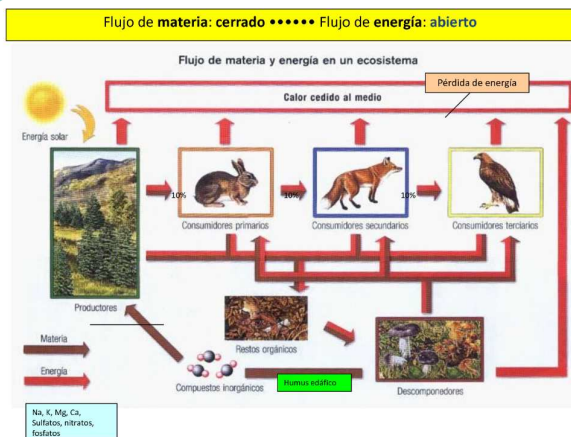 Flujo de materia: cerrado •••••• Flujo de energía: abierto
Flujo de materia y energía en un ecosistema
Pérdida de energía
Calor cedido al medio
Energía solar
10%
10%
10%
Consumidores primarios
Consumidores secundarios
Consumidores terciarios
Productores
Materia
Restos orgánicos
Energía
Compuestos inorgánicos
Humus edáfico
Descomponedores
Na, K, Mg, Ca,
Sulfatos, nitratos,
fosfatos